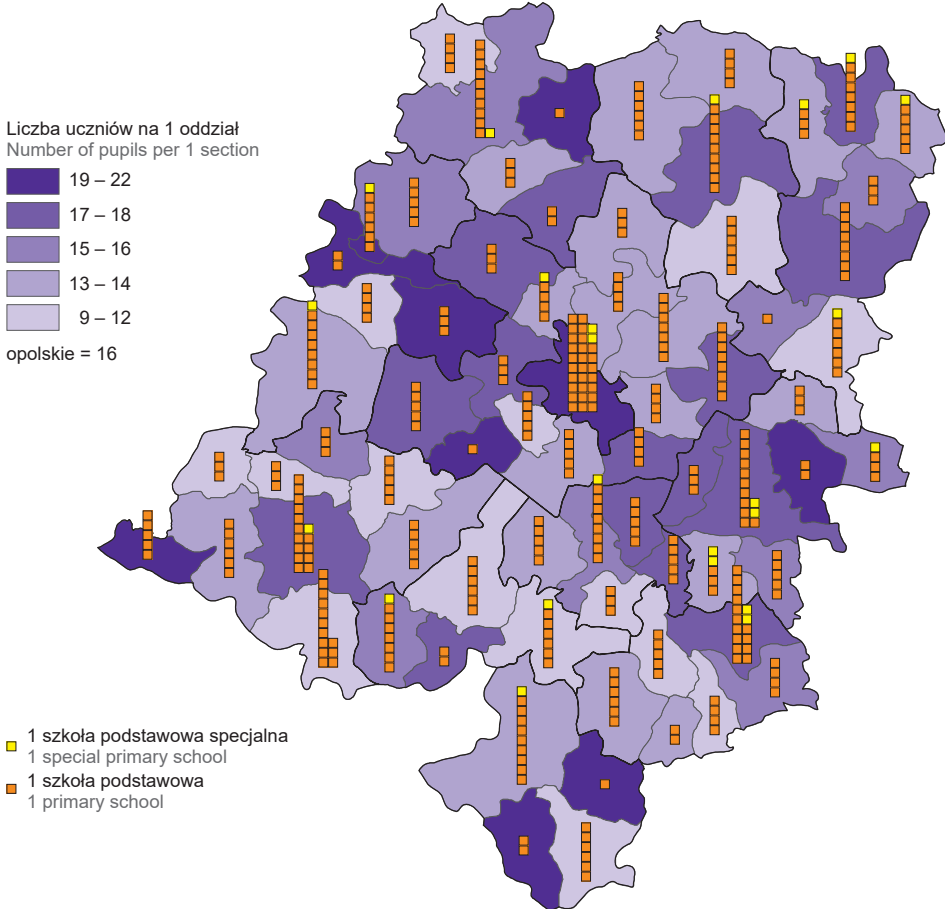 Liczba uczniów na 1 oddział
Number of pupils per 1 section
19 – 22
17 – 18
15 – 16
13 – 14
9 – 12
opolskie = 16
1 szkoła podstawowa specjalna
1 special primary school
1 szkoła podstawowa
1 primary school